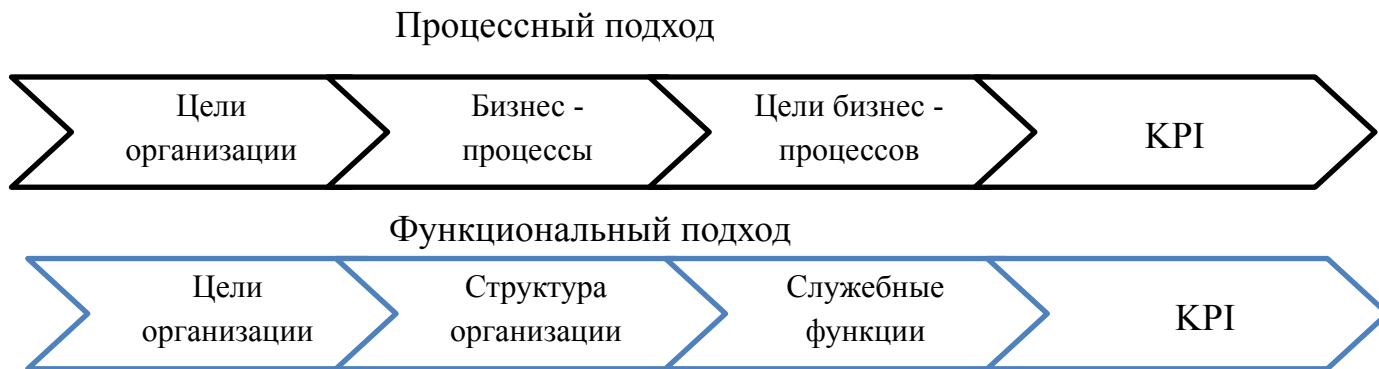 Процессный подход
Цели
организации
Бизнес -
процессы
Цели бизнес -
процессов
KPI
Функциональный подход
Цели
организации
Структура
организации
Служебные
функции
KPI